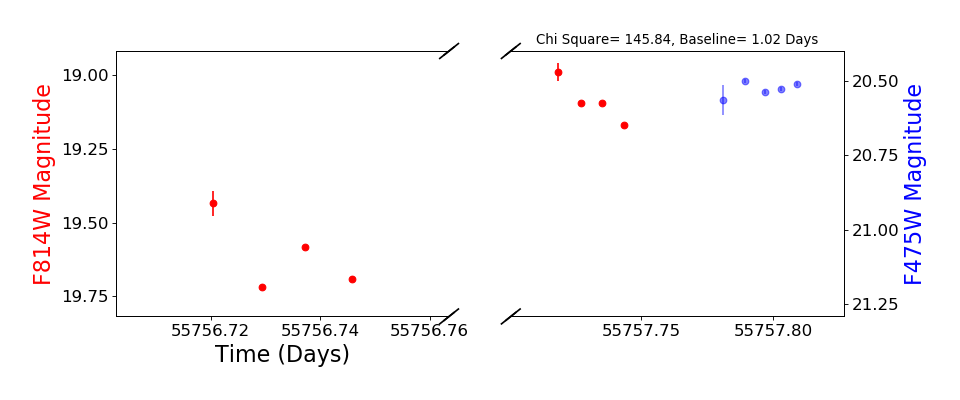 Chi Square= 145.84, Baseline= 1.02 Days
19.00
19.25
19.50
19.75
F814W Magnitude
20.50
20.75
21.00
21.25
F475W Magnitude
55756.72 55756.74 55756.76 55757.75 55757.80
Time (Days)